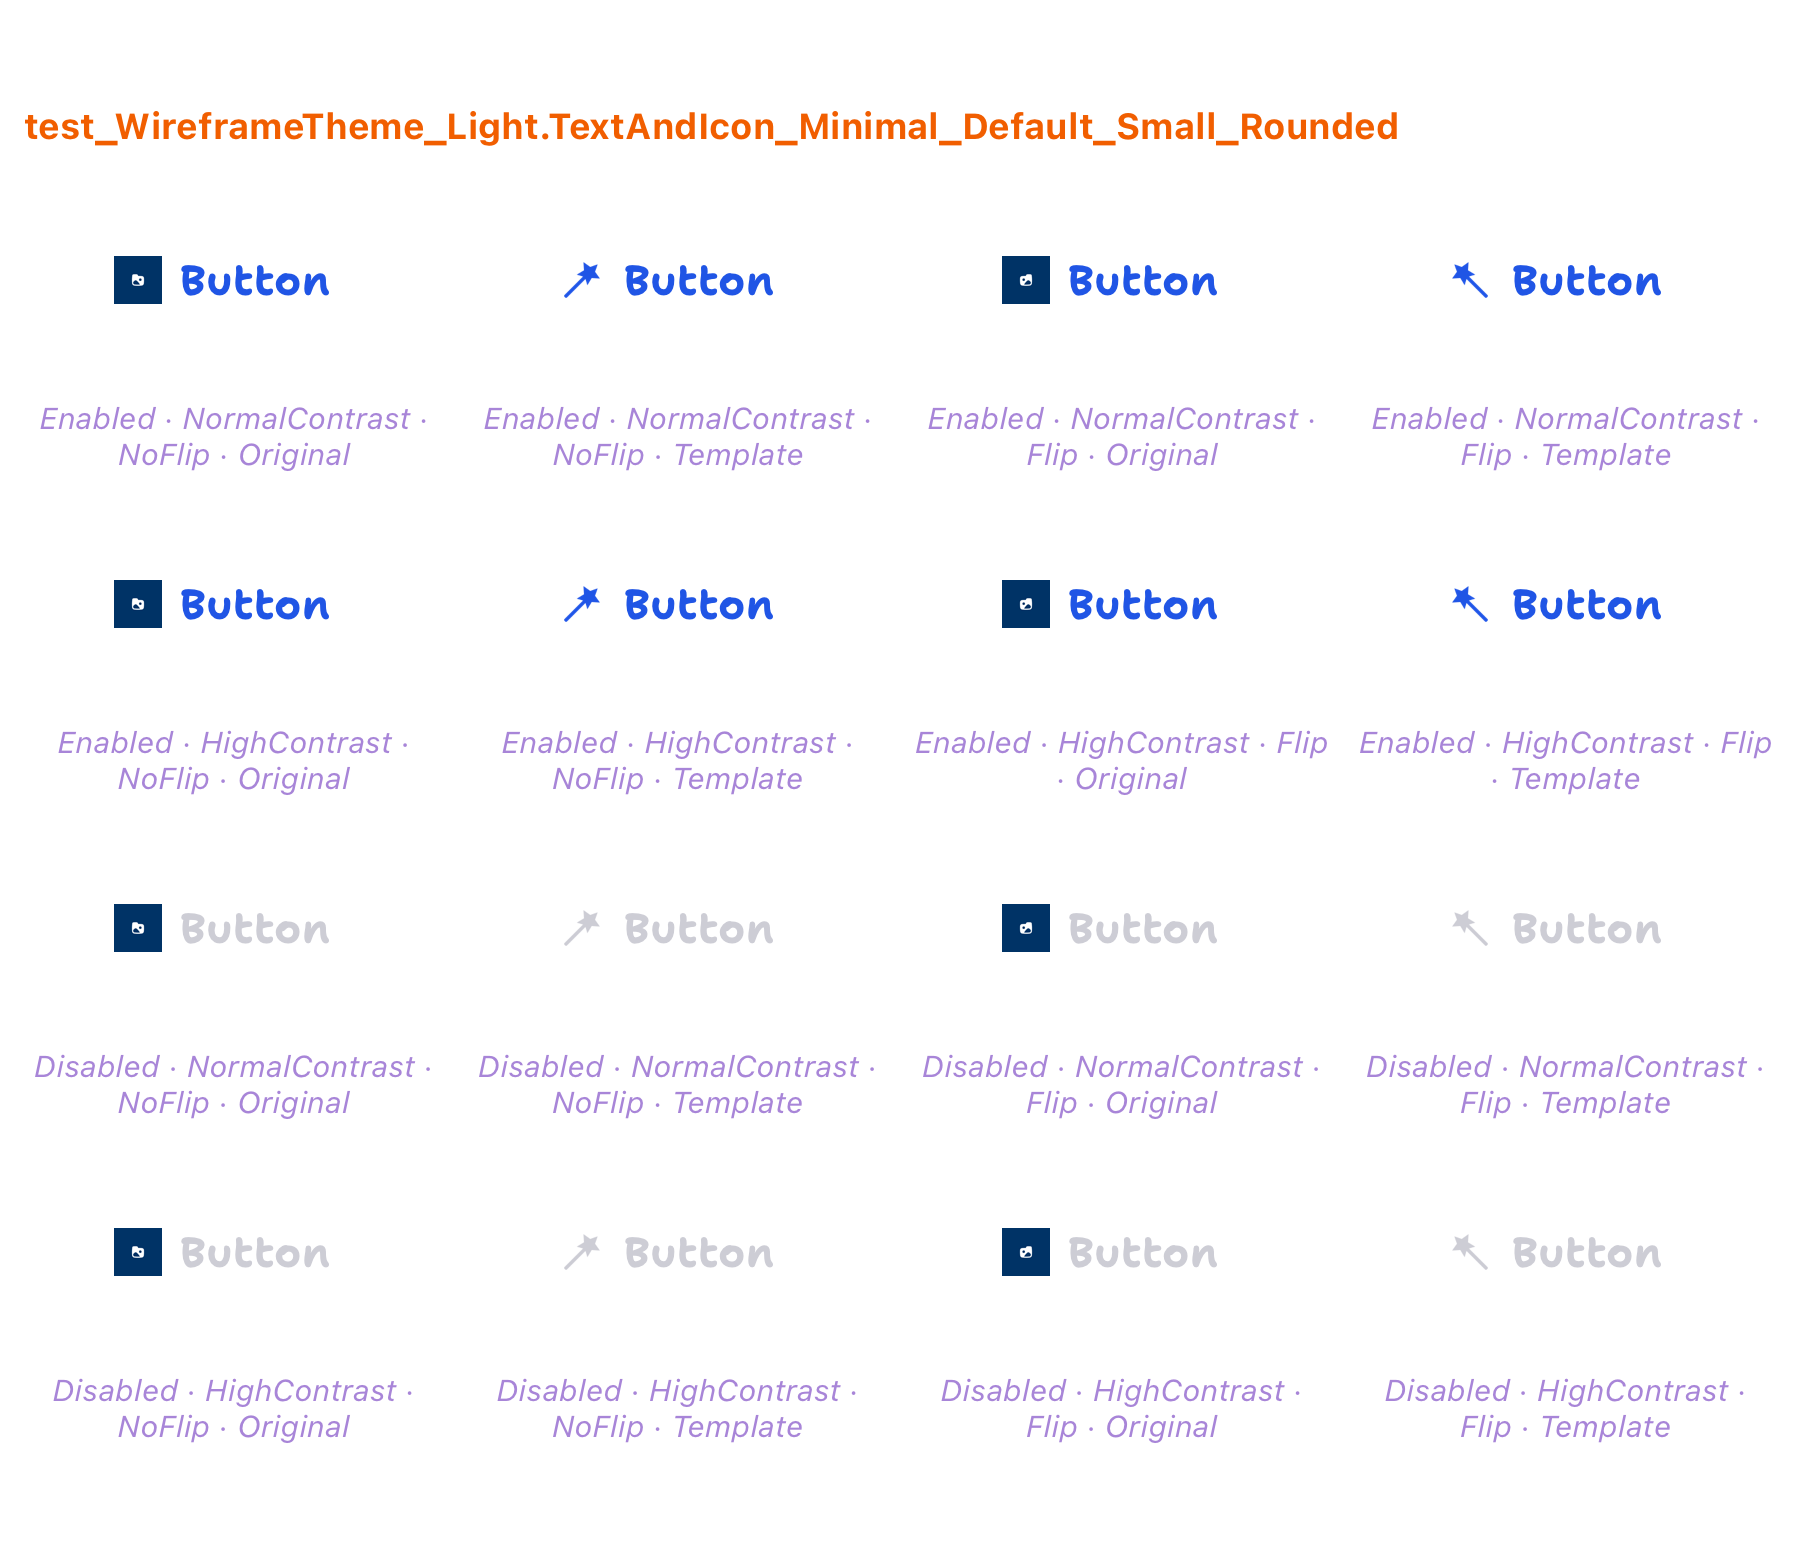 test_WireframeTheme_Light.TextAndIcon_Minimal_Default_Small_Rounded
Button
Button
Button
Button
Enabled · NormalContrast ·
NoFlip · Original
Enabled · NormalContrast ·
NoFlip · Template
Enabled · NormalContrast ·
Flip · Original
Enabled · NormalContrast ·
Flip · Template
Button
Button
Button
Button
Enabled · HighContrast ·
NoFlip · Original
Enabled · HighContrast ·
NoFlip · Template
Enabled · HighContrast · Flip
· Original
Enabled · HighContrast · Flip
· Template
Button
Button
Button
Button
Disabled · NormalContrast ·
NoFlip · Original
Disabled · NormalContrast ·
NoFlip · Template
Disabled · NormalContrast ·
Flip · Original
Disabled · NormalContrast ·
Flip · Template
Button
Button
Button
Button
Disabled · HighContrast ·
NoFlip · Original
Disabled · HighContrast ·
NoFlip · Template
Disabled · HighContrast ·
Flip · Original
Disabled · HighContrast ·
Flip · Template